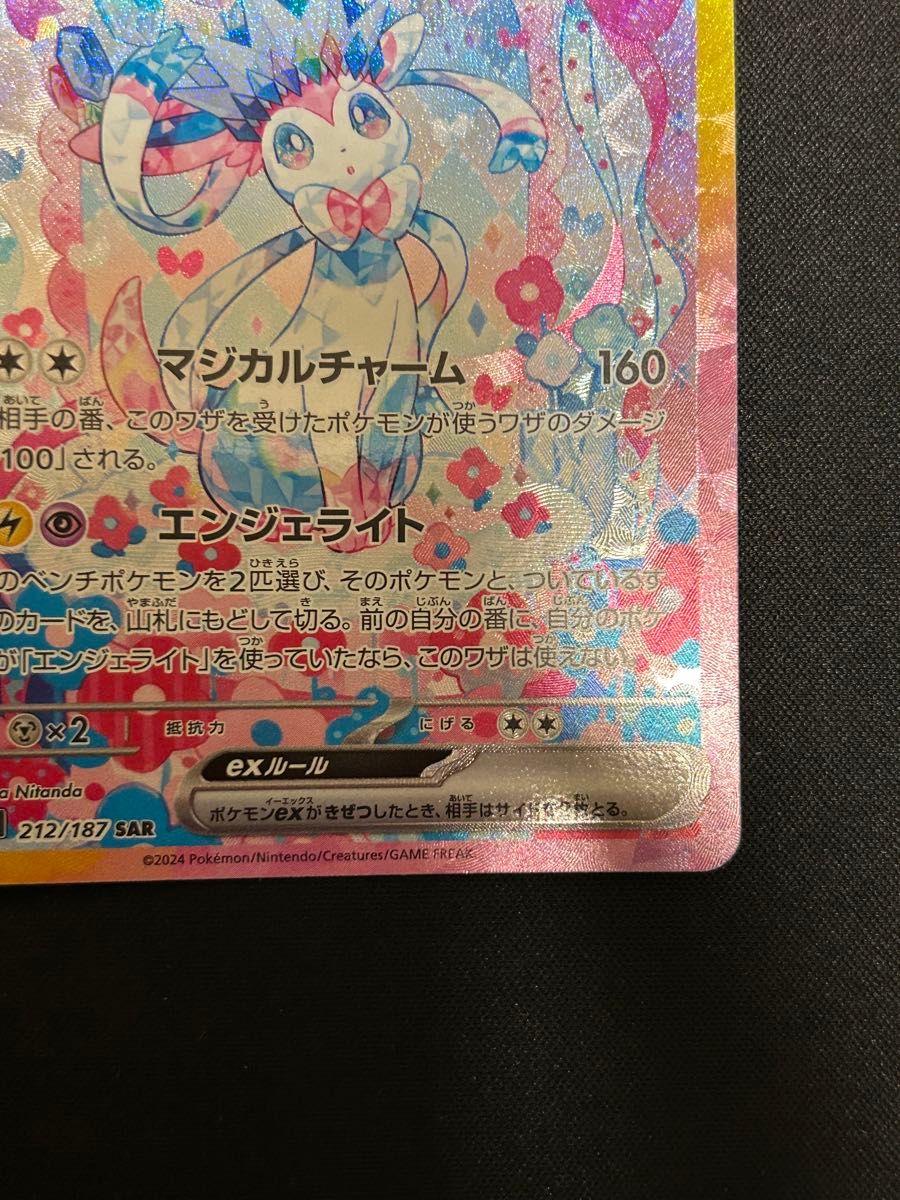 マジカルチャーム 160
相手の番、このワザを受けたポケモンが使うワザのダメージ
100」される。
エンジェライト
のベンチポケモンを2匹選び、そのポケモンと、ついているす
のカードを、山札にもどして切る。前の自分の番に、自分のポケ
が「エンジェライト」を使っていたなら、このワザは使えない。
×2 抵抗力 にげる
exルール
ポケモンexがきぜつしたとき、相手はサイドを2枚とる。
a Nitanda
212/187 SAR
©2024 Pokémon/Nintendo/Creatures/GAME FREAK